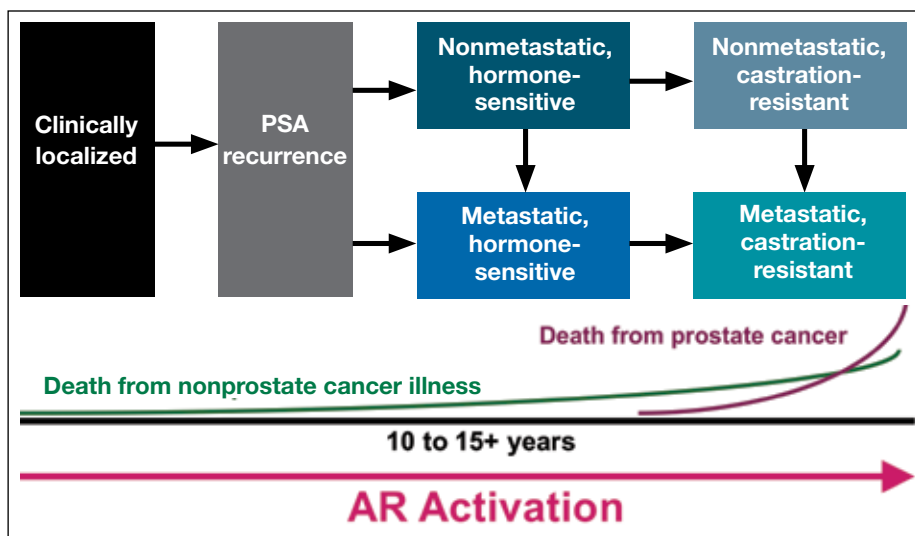 Clinically
localized
PSA
recurrence
Nonmetastatic,
hormone-
sensitive
Nonmetastatic,
castration-
resistant
Metastatic,
hormone-
sensitive
Metastatic,
castration-
resistant
Death from prostate cancer
Death from nonprostate cancer illness
10 to 15+ years
AR Activation